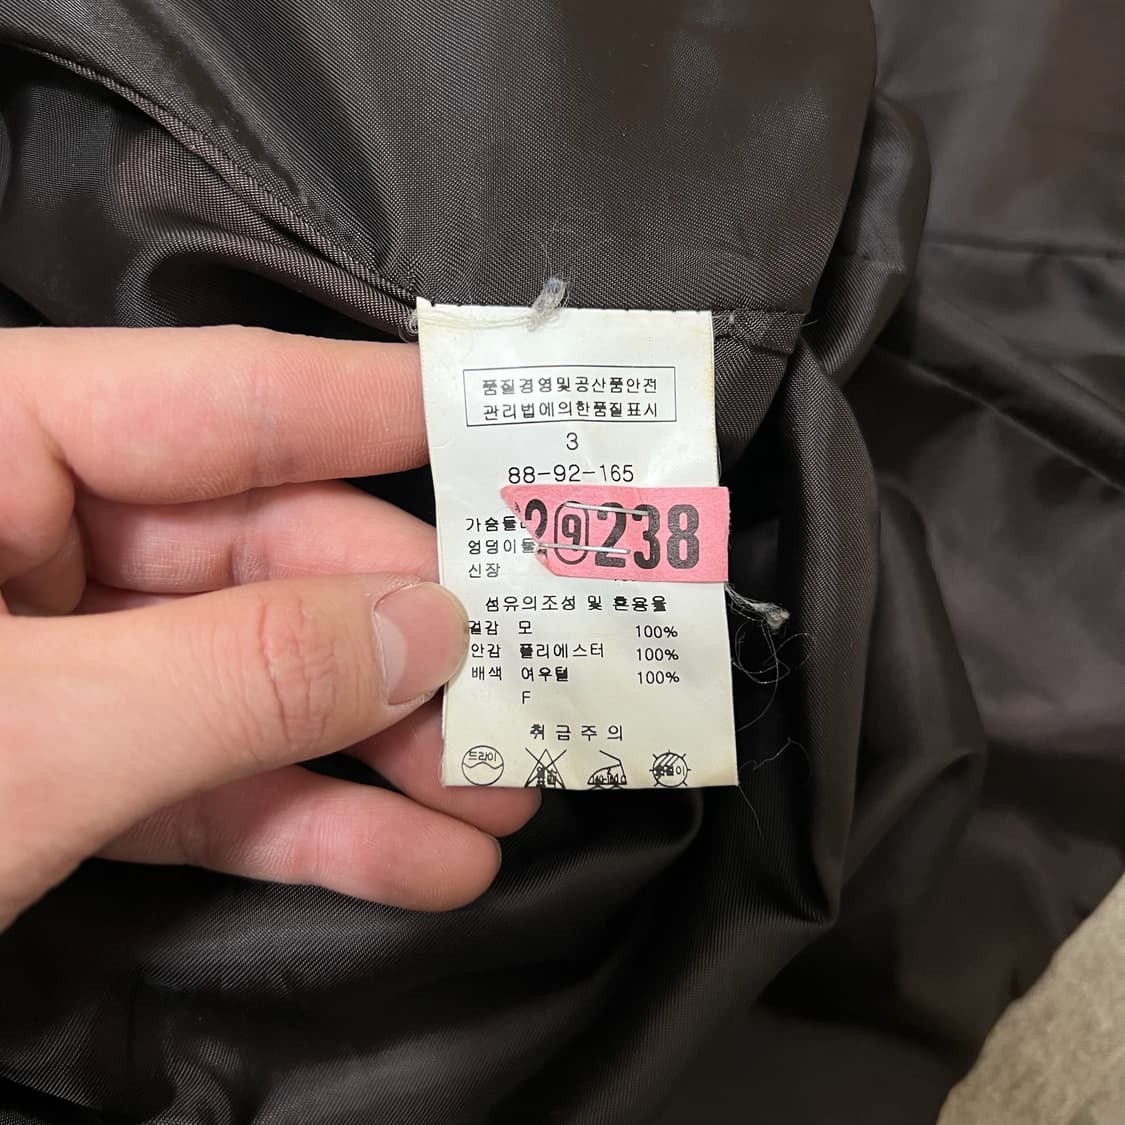 품질경영및공산품안전
관리법에의한품질표시
3
88-92-165
2⑨238
가슴둘
엉덩이둘
신장
섬유의조성 및 혼용율
겉감 모 100%
안감 폴리에스터 100%
배색 여우털 100%
F
취급주의
드라이